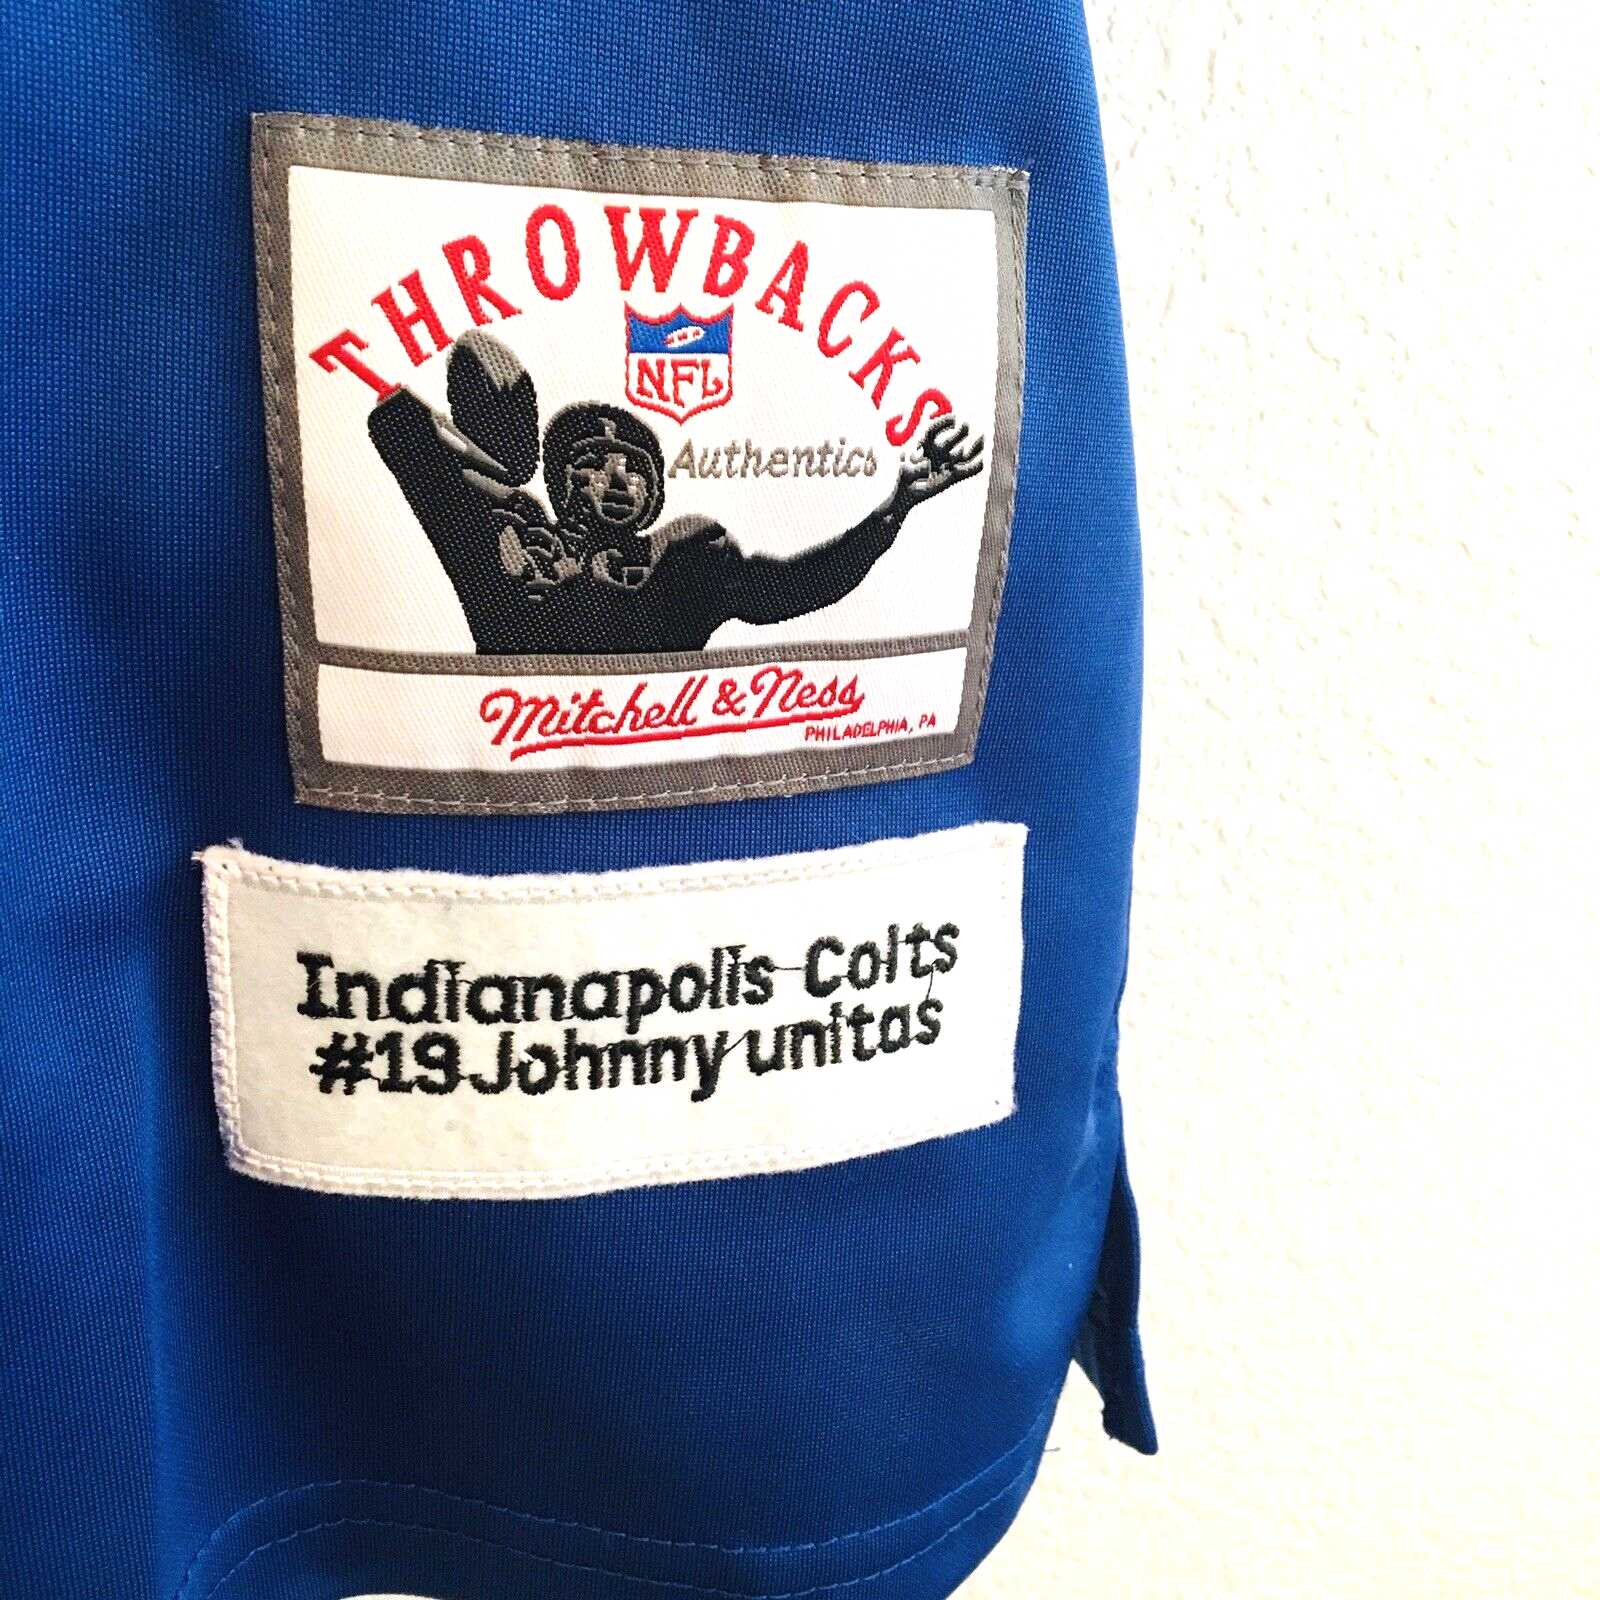 THROWBACKS
NFL
Authentics
Mitchell & Ness
PHILADELPHIA, PA
Indianapolis Colts
#19 Johnny unitas